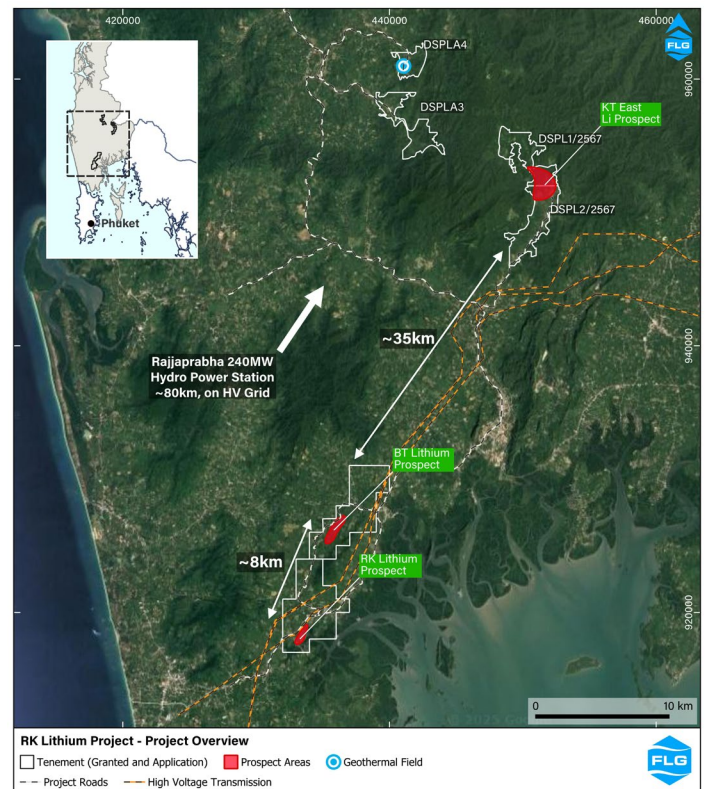 420000
440000
460000
FLG
960000
DSPLA4
DSPLA3
KT East
Li Prospect
DSPL1/2567
DSPL2/2567
Phuket
~35km
940000
Rajjaprabha 240MW
Hydro Power Station
~80km, on HV Grid
BT Lithium
Prospect
~8km
RK Lithium
Prospect
920000
0
10 km
RK Lithium Project - Project Overview
Tenement (Granted and Application)
Prospect Areas
Geothermal Field
Project Roads
High Voltage Transmission
FLG